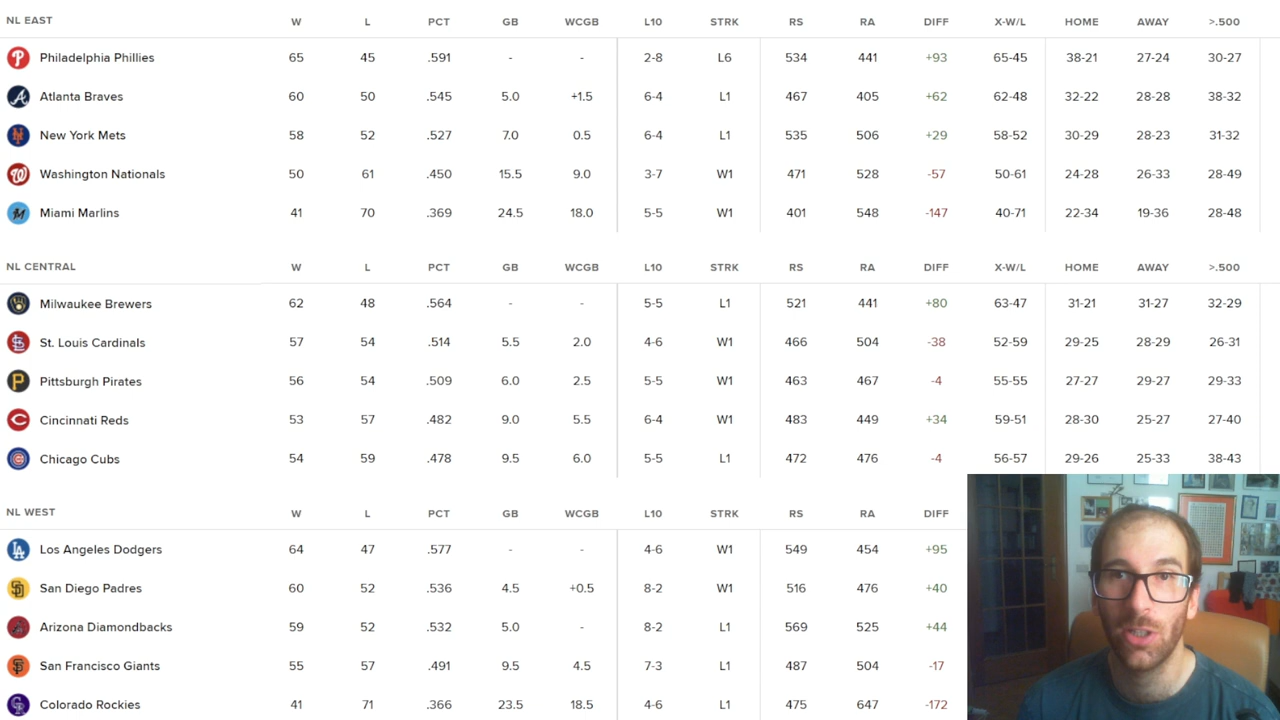 NL EAST W L PCT GB WCGB L10 STRK RS RA DIFF X-W/L HOME AWAY >.500
Philadelphia Phillies 65 45 .591 - - 2-8 L6 534 441 +93 65-45 38-21 27-24 30-27
Atlanta Braves 60 50 .545 5.0 +1.5 6-4 L1 467 405 +62 62-48 32-22 28-28 38-32
New York Mets 58 52 .527 7.0 0.5 6-4 L1 535 506 +29 58-52 30-29 28-23 31-32
Washington Nationals 50 61 .450 15.5 9.0 3-7 W1 471 528 -57 50-61 24-28 26-33 28-49
Miami Marlins 41 70 .369 24.5 18.0 5-5 W1 401 548 -147 40-71 22-34 19-36 28-48
NL CENTRAL W L PCT GB WCGB L10 STRK RS RA DIFF X-W/L HOME AWAY >.500
Milwaukee Brewers 62 48 .564 - - 5-5 L1 521 441 +80 63-47 31-21 31-27 32-29
St. Louis Cardinals 57 54 .514 5.5 2.0 4-6 W1 466 504 -38 52-59 29-25 28-29 26-31
Pittsburgh Pirates 56 54 .509 6.0 2.5 5-5 W1 463 467 -4 55-55 27-27 29-27 29-33
Cincinnati Reds 53 57 .482 9.0 5.5 6-4 W1 483 449 +34 59-51 28-30 25-27 27-40
Chicago Cubs 54 59 .478 9.5 6.0 5-5 L1 472 476 -4 56-57 29-26 25-33 38-43
NL WEST W L PCT GB WCGB L10 STRK RS RA DIFF
Los Angeles Dodgers 64 47 .577 - - 4-6 W1 549 454 +95
San Diego Padres 60 52 .536 4.5 +0.5 8-2 W1 516 476 +40
Arizona Diamondbacks 59 52 .532 5.0 - 8-2 L1 569 525 +44
San Francisco Giants 55 57 .491 9.5 4.5 7-3 L1 487 504 -17
Colorado Rockies 41 71 .366 23.5 18.5 4-6 L1 475 647 -172